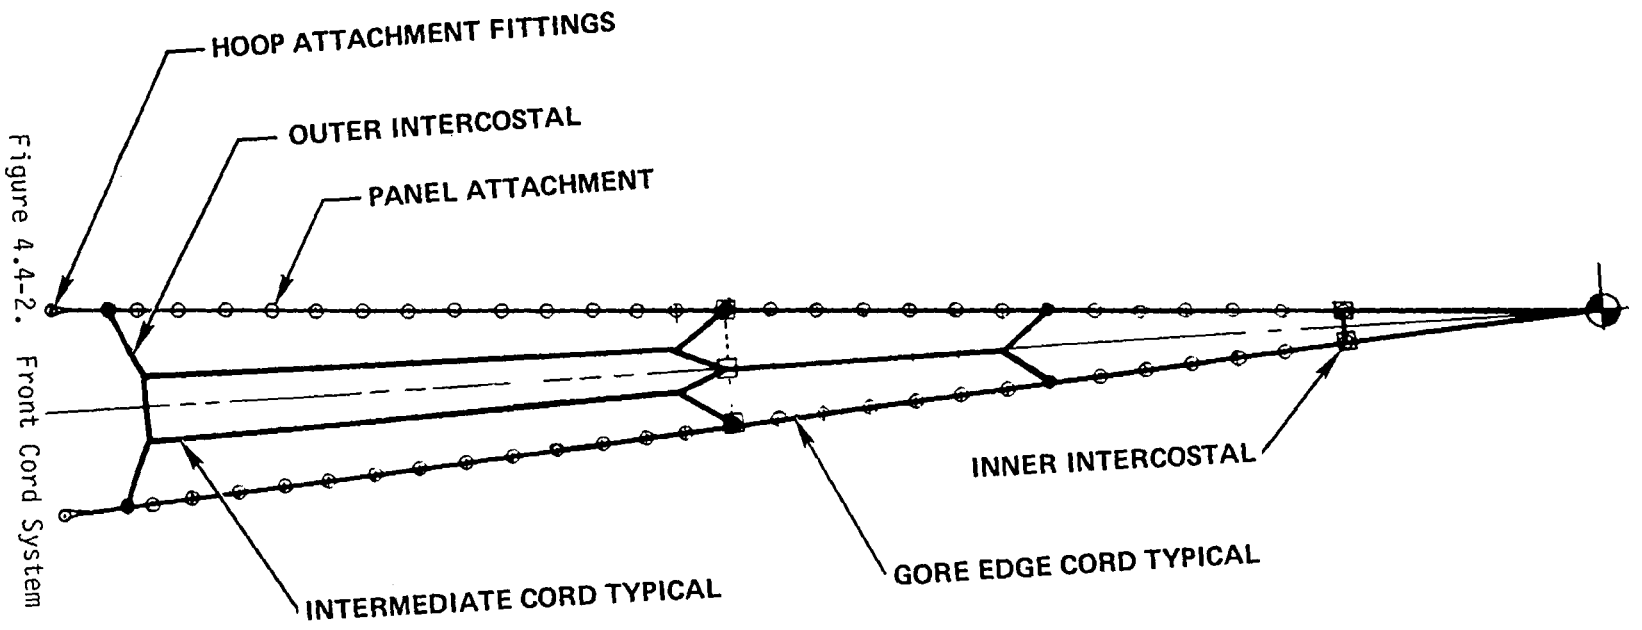 HOOP ATTACHMENT FITTINGS
OUTER INTERCOSTAL
PANEL ATTACHMENT
INNER INTERCOSTAL
GORE EDGE CORD TYPICAL
INTERMEDIATE CORD TYPICAL
Figure 4.4-2. Front Cord System